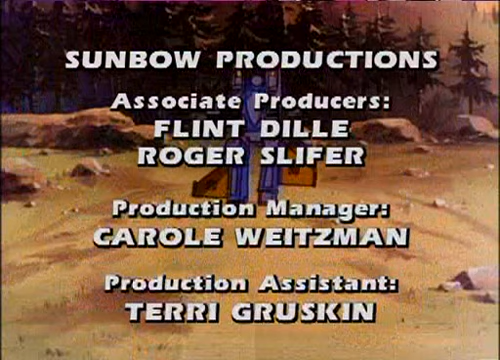 SUNBOW PRODUCTIONS
Associate Producers:
FLINT DILLE
ROGER SLIFER
Production Manager:
CAROLE WEITZMAN
Production Assistant:
TERRI GRUSKIN